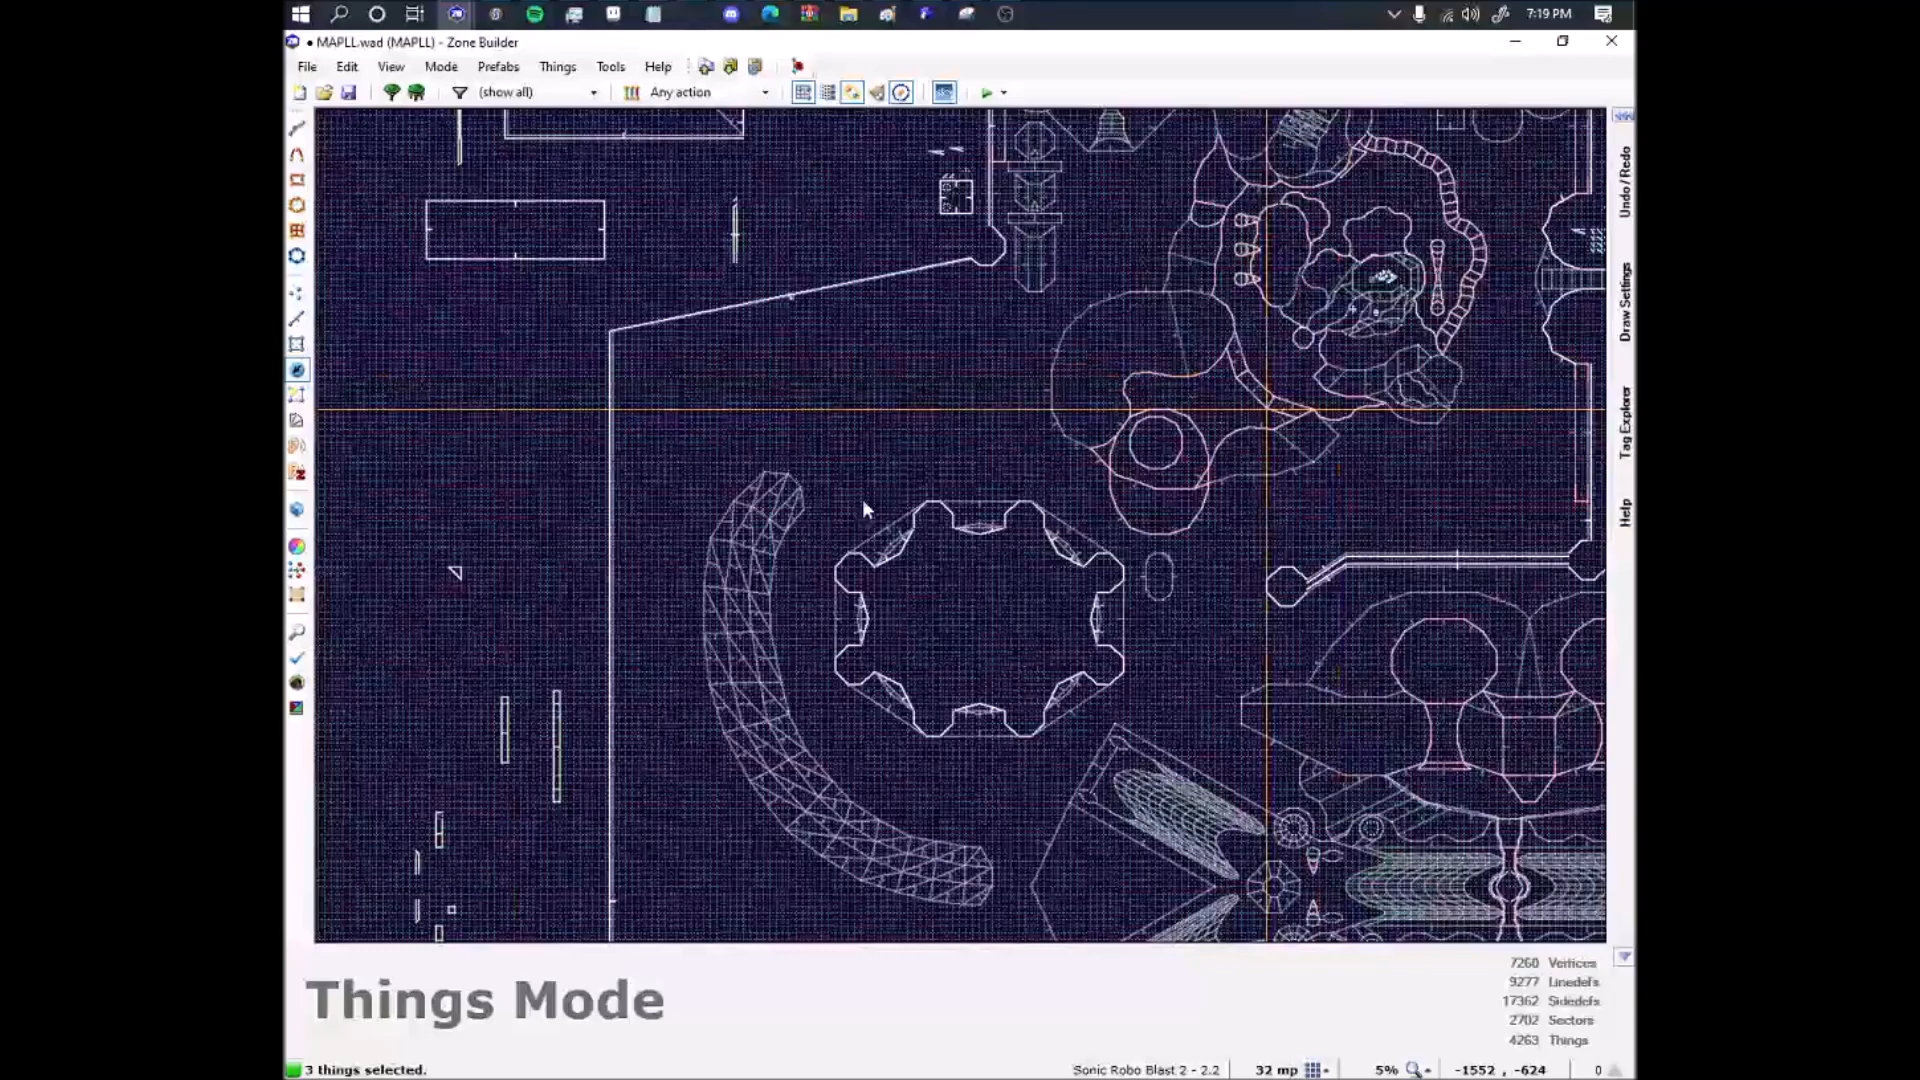 7:19 PM
• MAPLL.wad (MAPLL) - Zone Builder
File Edit View Mode Prefabs Things Tools Help
(show all) Any action
Undo/Redo
Draw Settings
Tag Explorer
Help
Things Mode
7260 Vertices
9277 Linedefs
17362 Sidedefs
2702 Sectors
4263 Things
3 things selected. Sonic Robo Blast 2 - 2.2 32 mp 5% -1552 , -624 0